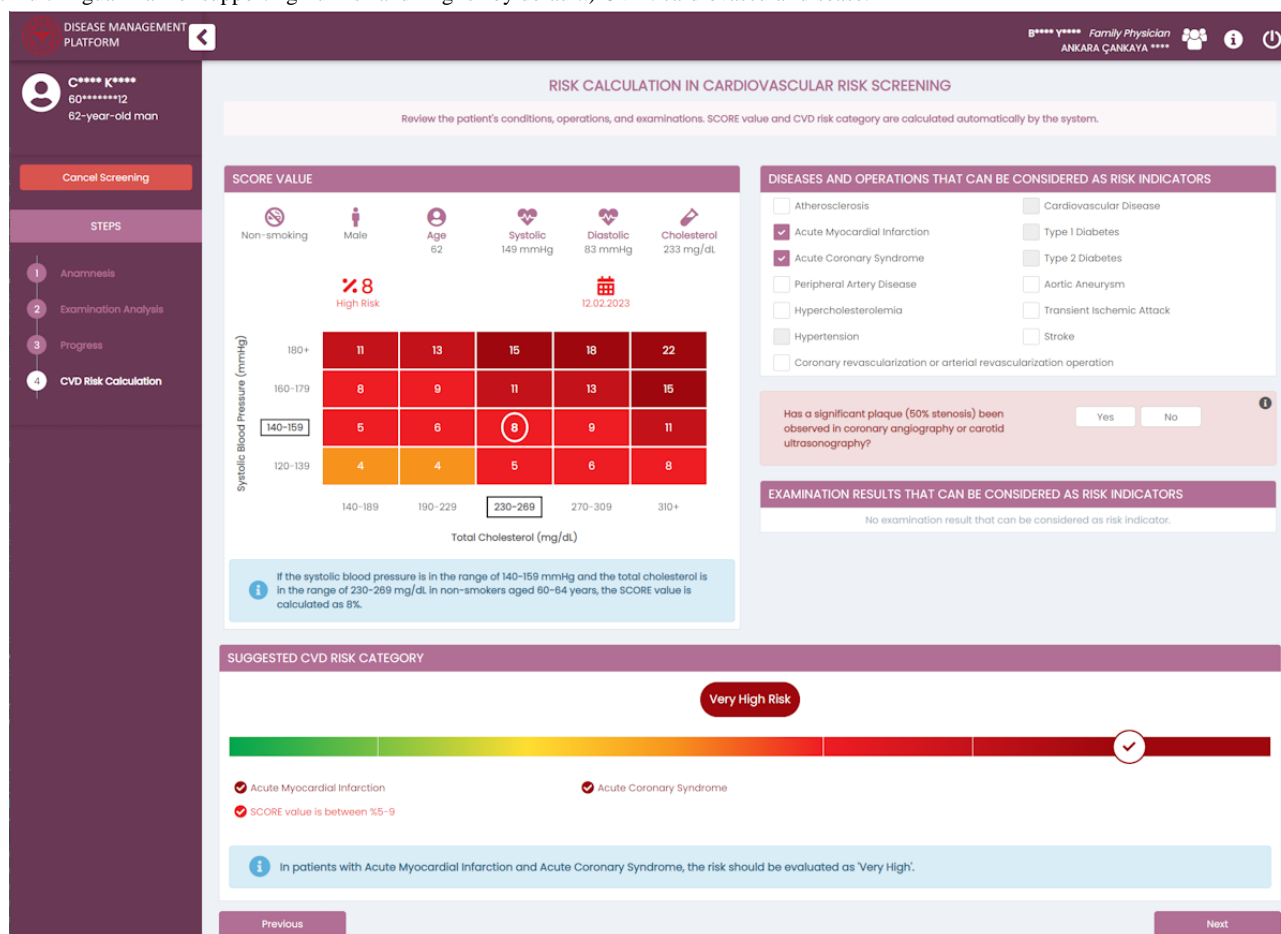 DISEASE MANAGEMENT
PLATFORM
B**** Y**** Family Physician
ANKARA ÇANKAYA ****
C**** K****
60*******12
62-year-old man
Cancel Screening
STEPS
1 Anamnesis
2 Examination Analysis
3 Progress
4 CVD Risk Calculation
RISK CALCULATION IN CARDIOVASCULAR RISK SCREENING
Review the patient's conditions, operations, and examinations. SCORE value and CVD risk category are calculated automatically by the system.
SCORE VALUE
Non-smoking Male Age Systolic Diastolic Cholesterol
62 149 mmHg 83 mmHg 233 mg/dL
%8
High Risk 12.02.2023
Systolic Blood Pressure (mmHg)
180+ 11 13 15 18 22
160-179 8 9 11 13 15
140-159 5 6 8 9 11
120-139 4 4 5 6 8
140-189 190-229 230-269 270-309 310+
Total Cholesterol (mg/dL)
If the systolic blood pressure is in the range of 140-159 mmHg and the total cholesterol is
in the range of 230-269 mg/dL in non-smokers aged 60-64 years, the SCORE value is
calculated as 8%.
DISEASES AND OPERATIONS THAT CAN BE CONSIDERED AS RISK INDICATORS
Atherosclerosis Cardiovascular Disease
Acute Myocardial Infarction Type 1 Diabetes
Acute Coronary Syndrome Type 2 Diabetes
Peripheral Artery Disease Aortic Aneurysm
Hypercholesterolemia Transient Ischemic Attack
Hypertension Stroke
Coronary revascularization or arterial revascularization operation
Has a significant plaque (50% stenosis) been
observed in coronary angiography or carotid
ultrasonography?
Yes No
EXAMINATION RESULTS THAT CAN BE CONSIDERED AS RISK INDICATORS
No examination result that can be considered as risk indicator.
SUGGESTED CVD RISK CATEGORY
Very High Risk
Acute Myocardial Infarction Acute Coronary Syndrome
SCORE value is between %5-9
In patients with Acute Myocardial Infarction and Acute Coronary Syndrome, the risk should be evaluated as 'Very High'.
Previous Next